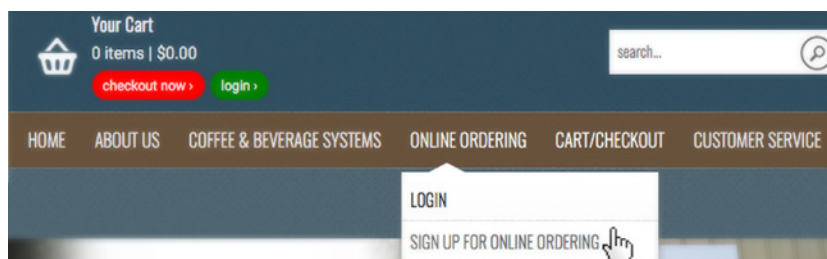 Your Cart
0 items | $0.00
checkout now ›
login ›
search...
HOME ABOUT US COFFEE & BEVERAGE SYSTEMS ONLINE ORDERING CART/CHECKOUT CUSTOMER SERVICE
LOGIN
SIGN UP FOR ONLINE ORDERING